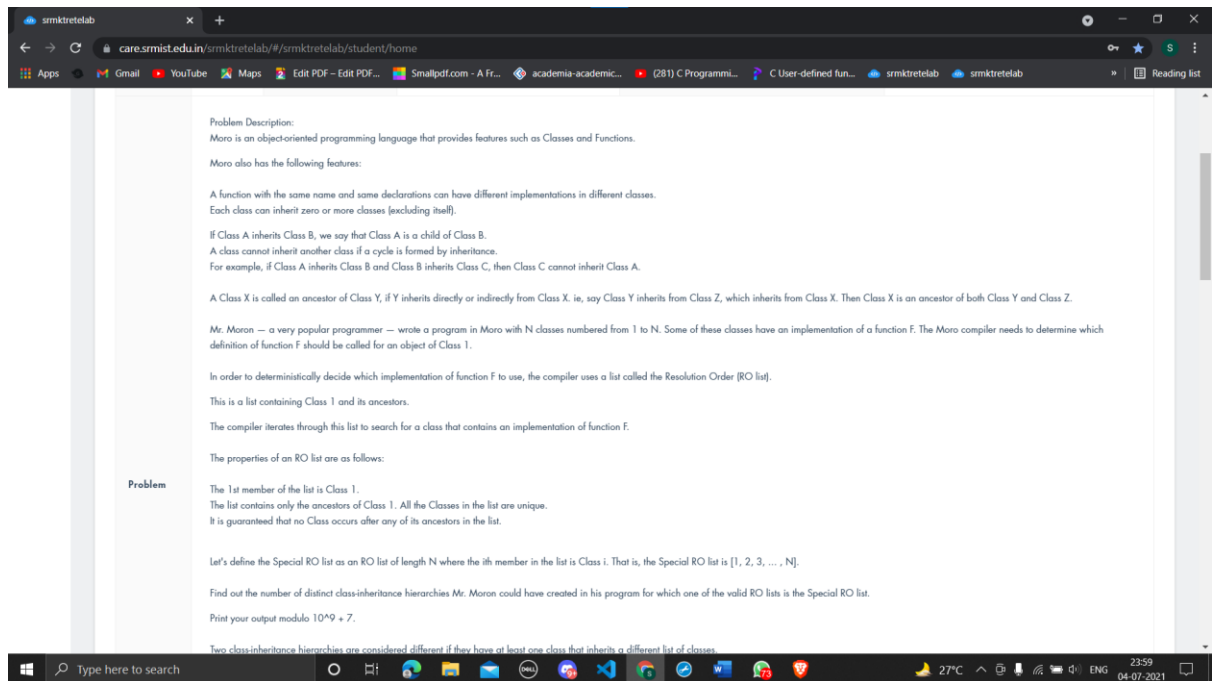 srmktretelab
care.srmist.edu.in/srmktretelab/#/srmktretelab/student/home
S
Apps Gmail YouTube Maps Edit PDF – Edit PDF... Smallpdf.com - A Fr... academia-academic... (281) C Programmi... C User-defined fun... srmktretelab srmktretelab » Reading list
Problem Description:
Moro is an object-oriented programming language that provides features such as Classes and Functions.
Moro also has the following features:
A function with the same name and same declarations can have different implementations in different classes.
Each class can inherit zero or more classes (excluding itself).
If Class A inherits Class B, we say that Class A is a child of Class B.
A class cannot inherit another class if a cycle is formed by inheritance.
For example, if Class A inherits Class B and Class B inherits Class C, then Class C cannot inherit Class A.
A Class X is called an ancestor of Class Y, if Y inherits directly or indirectly from Class X. ie, say Class Y inherits from Class Z, which inherits from Class X. Then Class X is an ancestor of both Class Y and Class Z.
Mr. Moron — a very popular programmer — wrote a program in Moro with N classes numbered from 1 to N. Some of these classes have an implementation of a function F. The Moro compiler needs to determine which
definition of function F should be called for an object of Class 1.
In order to deterministically decide which implementation of function F to use, the compiler uses a list called the Resolution Order (RO list).
This is a list containing Class 1 and its ancestors.
The compiler iterates through this list to search for a class that contains an implementation of function F.
The properties of an RO list are as follows:
Problem
The 1st member of the list is Class 1.
The list contains only the ancestors of Class 1. All the Classes in the list are unique.
It is guaranteed that no Class occurs after any of its ancestors in the list.
Let's define the Special RO list as an RO list of length N where the ith member in the list is Class i. That is, the Special RO list is [1, 2, 3, ... , N].
Find out the number of distinct class-inheritance hierarchies Mr. Moron could have created in his program for which one of the valid RO lists is the Special RO list.
Print your output modulo 10^9 + 7.
Two class-inheritance hierarchies are considered different if they have at least one class that inherits a different list of classes.
Type here to search
DELL
73
27°C
ENG
23:59
04-07-2021